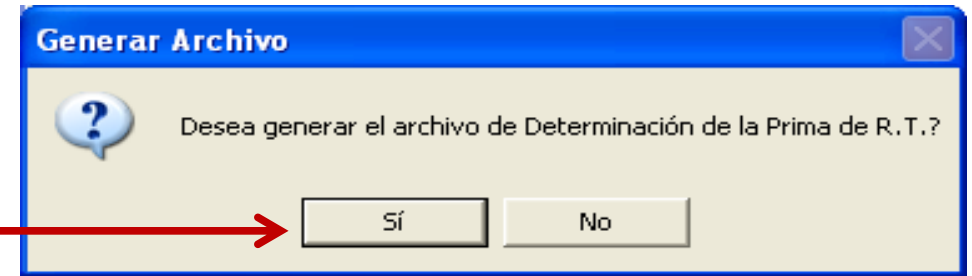 Generar Archivo
Desea generar el archivo de Determinación de la Prima de R.T.?
Sí No